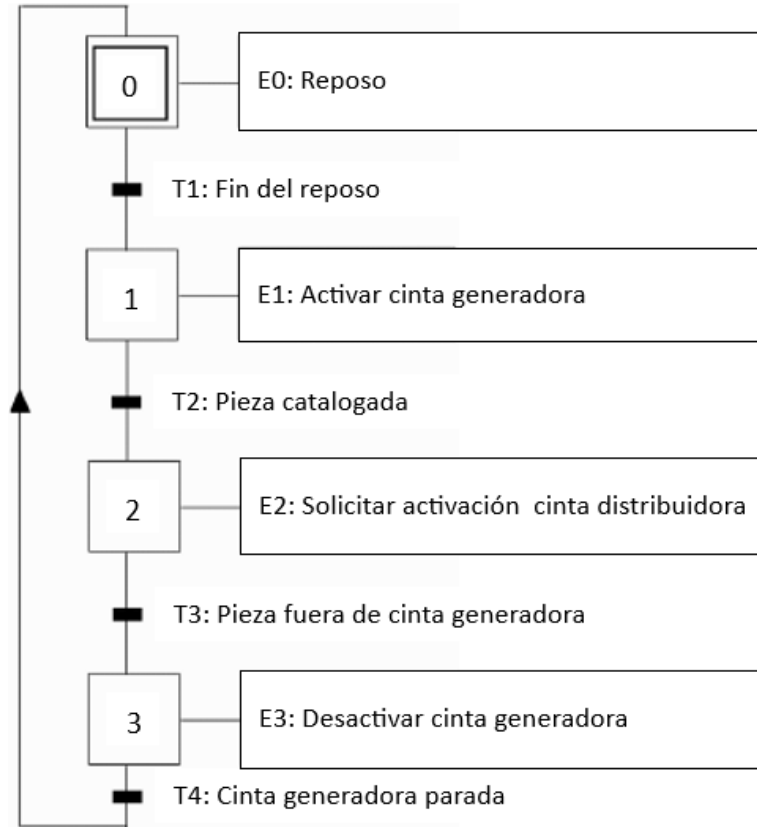 0
E0: Reposo
T1: Fin del reposo
1
E1: Activar cinta generadora
T2: Pieza catalogada
2
E2: Solicitar activación cinta distribuidora
T3: Pieza fuera de cinta generadora
3
E3: Desactivar cinta generadora
T4: Cinta generadora parada